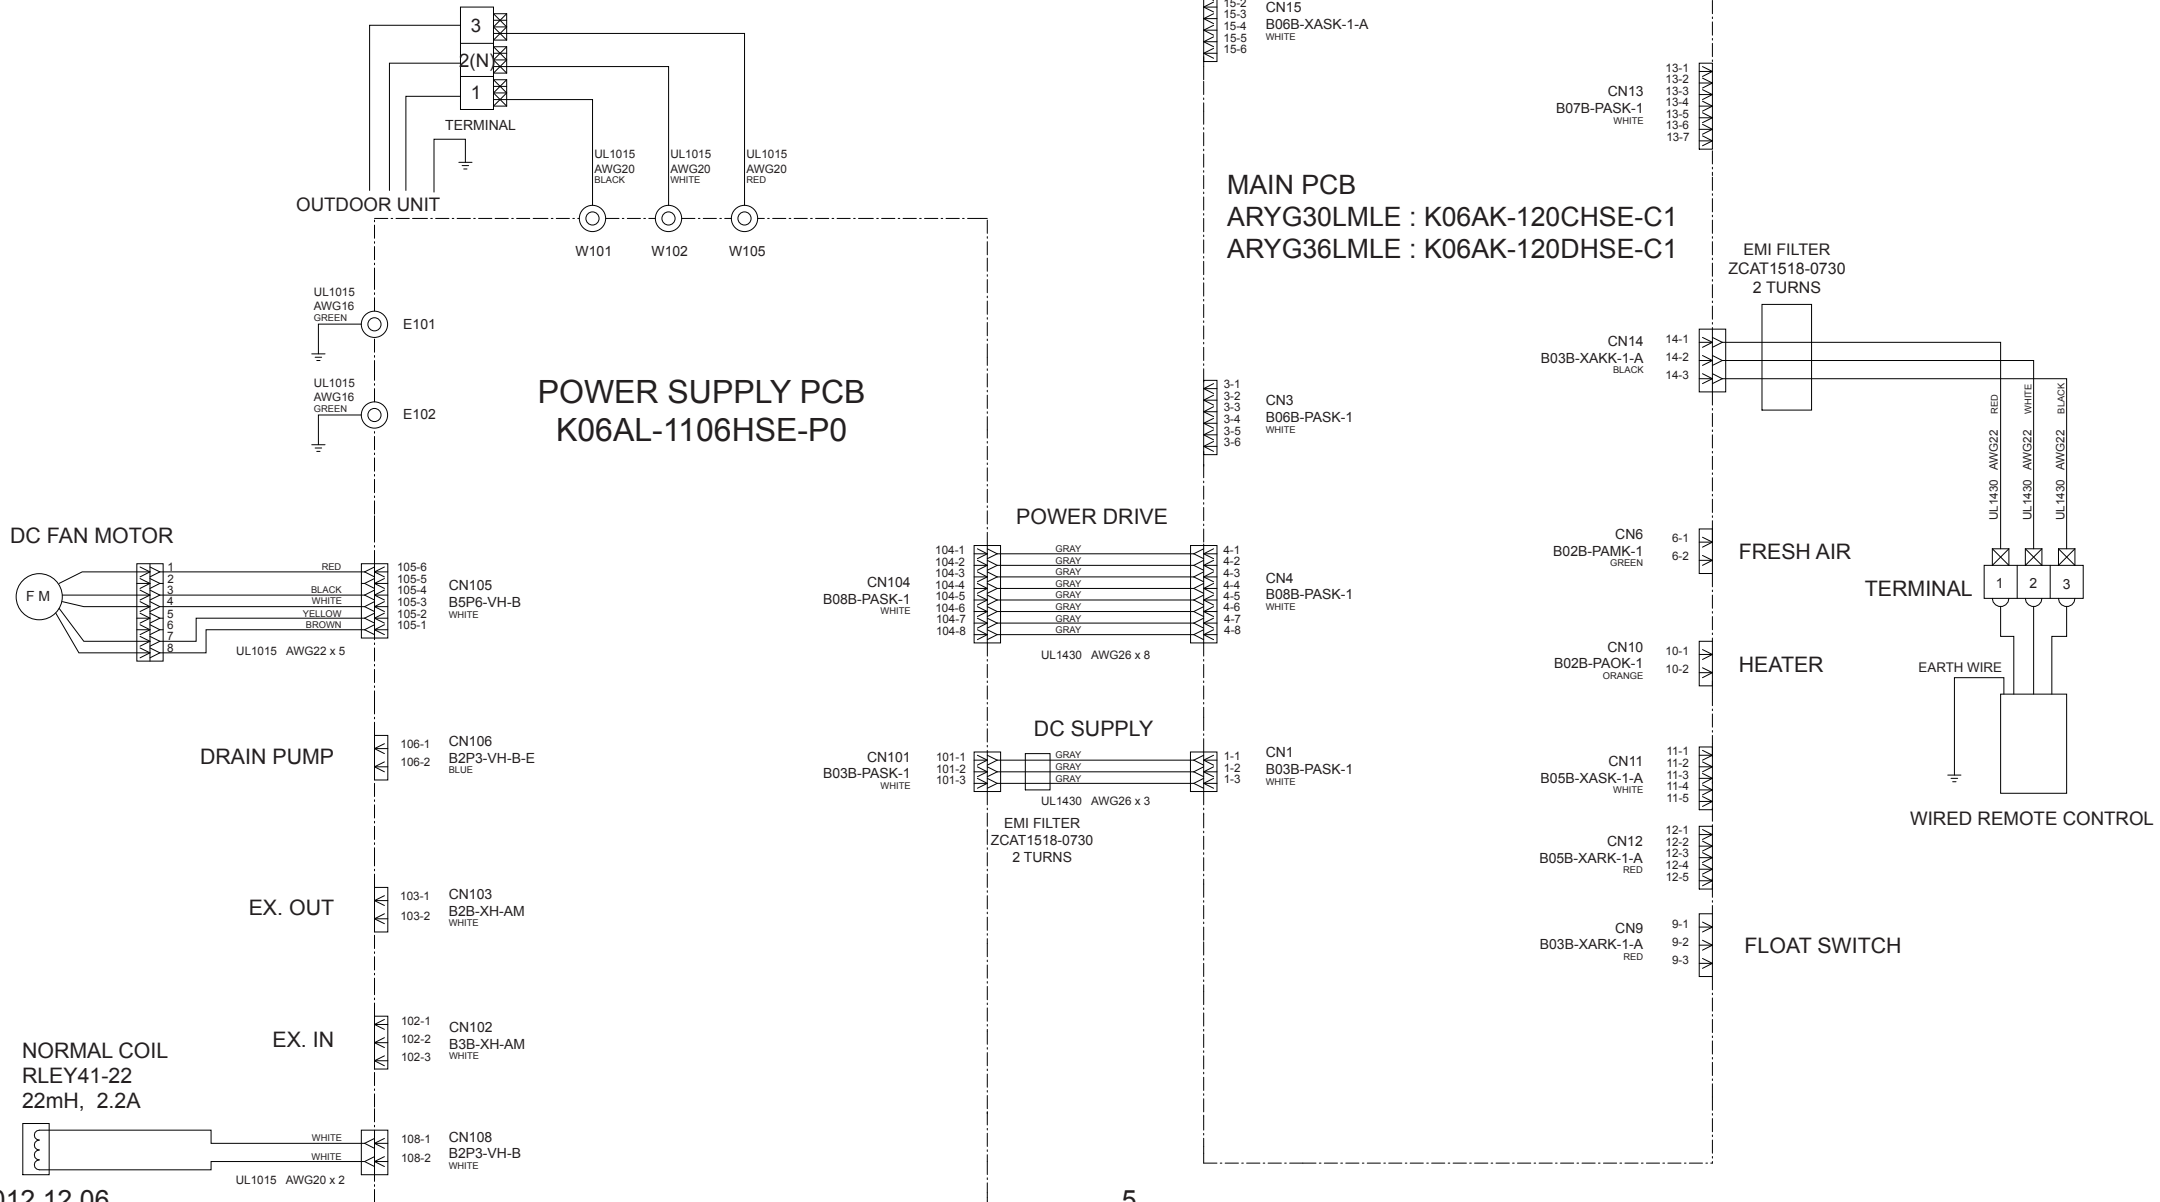 3
2(N)
1
TERMINAL
OUTDOOR UNIT
UL1015
AWG20
BLACK
UL1015
AWG20
WHITE
UL1015
AWG20
RED
W101
W102
W105
UL1015
AWG16
GREEN
E101
UL1015
AWG16
GREEN
E102
POWER SUPPLY PCB
K06AL-1106HSE-P0
DC FAN MOTOR
F M
1
2
3
4
5
6
7
8
RED
BLACK
WHITE
YELLOW
BROWN
UL1015 AWG22 x 5
105-6
105-5
105-4
105-3
105-2
105-1
CN105
B5P6-VH-B
WHITE
DRAIN PUMP
106-1
106-2
CN106
B2P3-VH-B-E
BLUE
EX. OUT
103-1
103-2
CN103
B2B-XH-AM
WHITE
EX. IN
102-1
102-2
102-3
CN102
B3B-XH-AM
WHITE
NORMAL COIL
RLEY41-22
22mH, 2.2A
WHITE
WHITE
UL1015 AWG20 x 2
108-1
108-2
CN108
B2P3-VH-B
WHITE
POWER DRIVE
CN104
B08B-PASK-1
WHITE
104-1
104-2
104-3
104-4
104-5
104-6
104-7
104-8
GRAY
GRAY
GRAY
GRAY
GRAY
GRAY
GRAY
GRAY
UL1430 AWG26 x 8
4-1
4-2
4-3
4-4
4-5
4-6
4-7
4-8
CN4
B08B-PASK-1
WHITE
DC SUPPLY
CN101
B03B-PASK-1
WHITE
101-1
101-2
101-3
GRAY
GRAY
GRAY
UL1430 AWG26 x 3
EMI FILTER
ZCAT1518-0730
2 TURNS
1-1
1-2
1-3
CN1
B03B-PASK-1
WHITE
15-2
15-3
15-4
15-5
15-6
CN15
B06B-XASK-1-A
WHITE
CN13
B07B-PASK-1
WHITE
13-1
13-2
13-3
13-4
13-5
13-6
13-7
MAIN PCB
ARYG30LMLE : K06AK-120CHSE-C1
ARYG36LMLE : K06AK-120DHSE-C1
3-1
3-2
3-3
3-4
3-5
3-6
CN3
B06B-PASK-1
WHITE
EMI FILTER
ZCAT1518-0730
2 TURNS
CN14
B03B-XAKK-1-A
BLACK
14-1
14-2
14-3
UL1430 AWG22 RED
UL1430 AWG22 WHITE
UL1430 AWG22 BLACK
CN6
B02B-PAMK-1
GREEN
6-1
6-2
FRESH AIR
TERMINAL
1
2
3
CN10
B02B-PAOK-1
ORANGE
10-1
10-2
HEATER
EARTH WIRE
WIRED REMOTE CONTROL
CN11
B05B-XASK-1-A
WHITE
11-1
11-2
11-3
11-4
11-5
CN12
B05B-XARK-1-A
RED
12-1
12-2
12-3
12-4
12-5
CN9
B03B-XARK-1-A
RED
9-1
9-2
9-3
FLOAT SWITCH
012.12.06
5